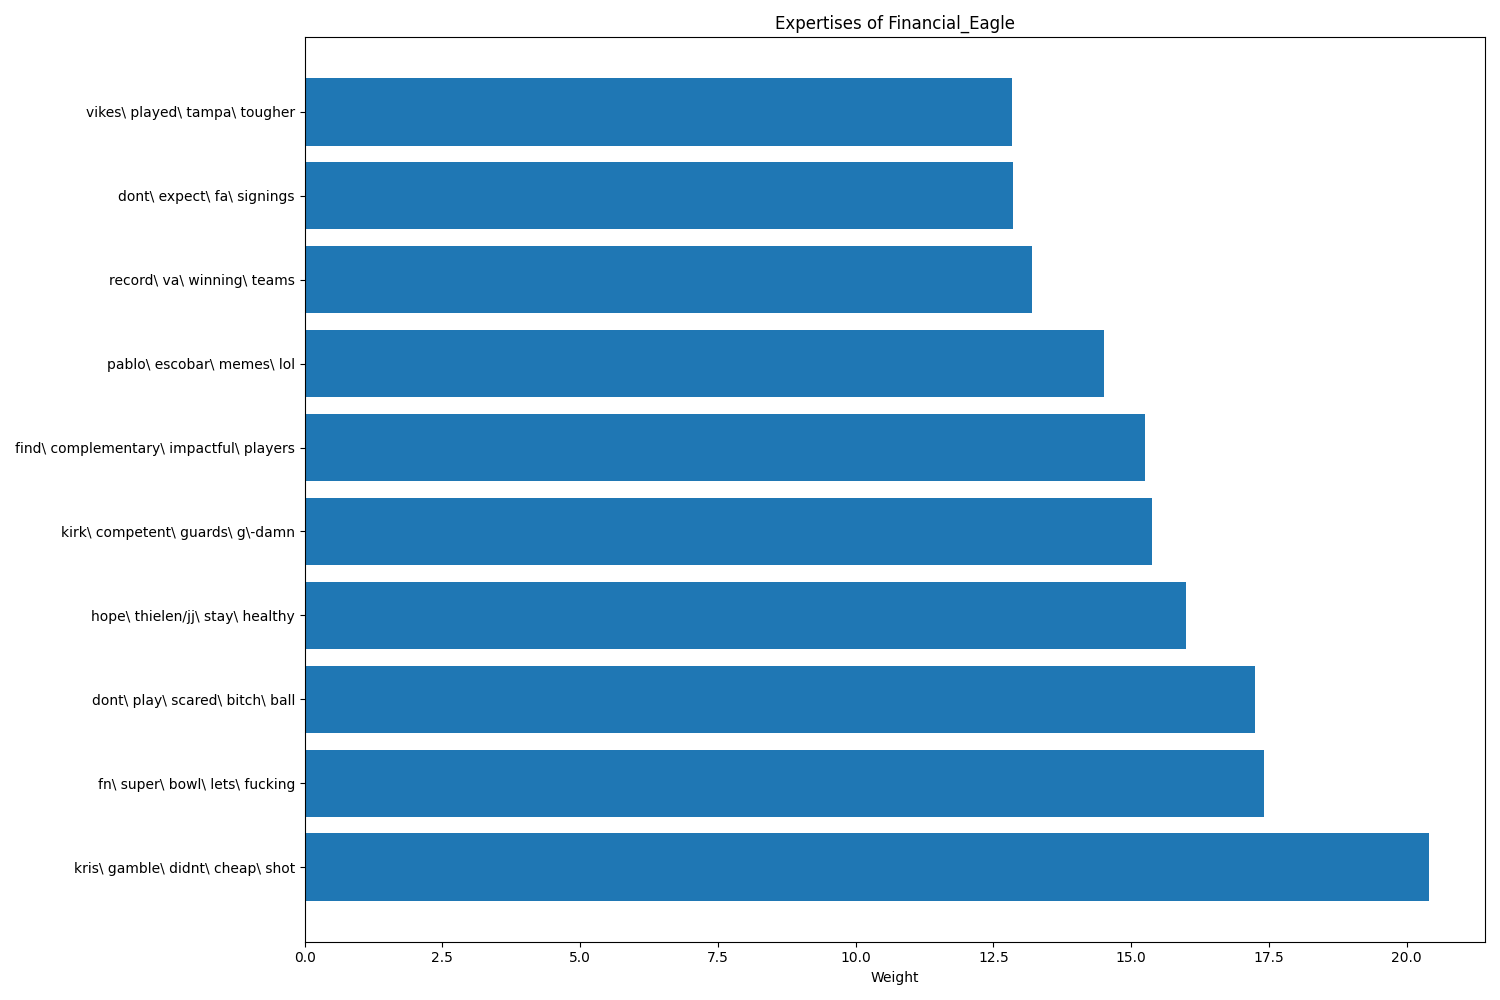 Expertises of Financial_Eagle
vikes\ played\ tampa\ tougher
dont\ expect\ fa\ signings
record\ va\ winning\ teams
pablo\ escobar\ memes\ lol
find\ complementary\ impactful\ players
kirk\ competent\ guards\ g\-damn
hope\ thielen/jj\ stay\ healthy
dont\ play\ scared\ bitch\ ball
fn\ super\ bowl\ lets\ fucking
kris\ gamble\ didnt\ cheap\ shot
0.0 2.5 5.0 7.5 10.0 12.5 15.0 17.5 20.0
Weight